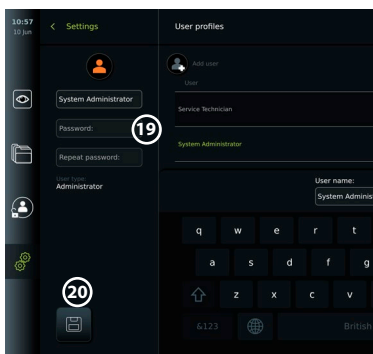 10:57
10 Jun
Settings
User profiles
Add user
User
System Administrator
Service Technician
Password:
19
System Administrator
Repeat password:
User type:
Administrator
User name:
System Adminis
q w e r t
a s d f g
20
z x c v
&123
British